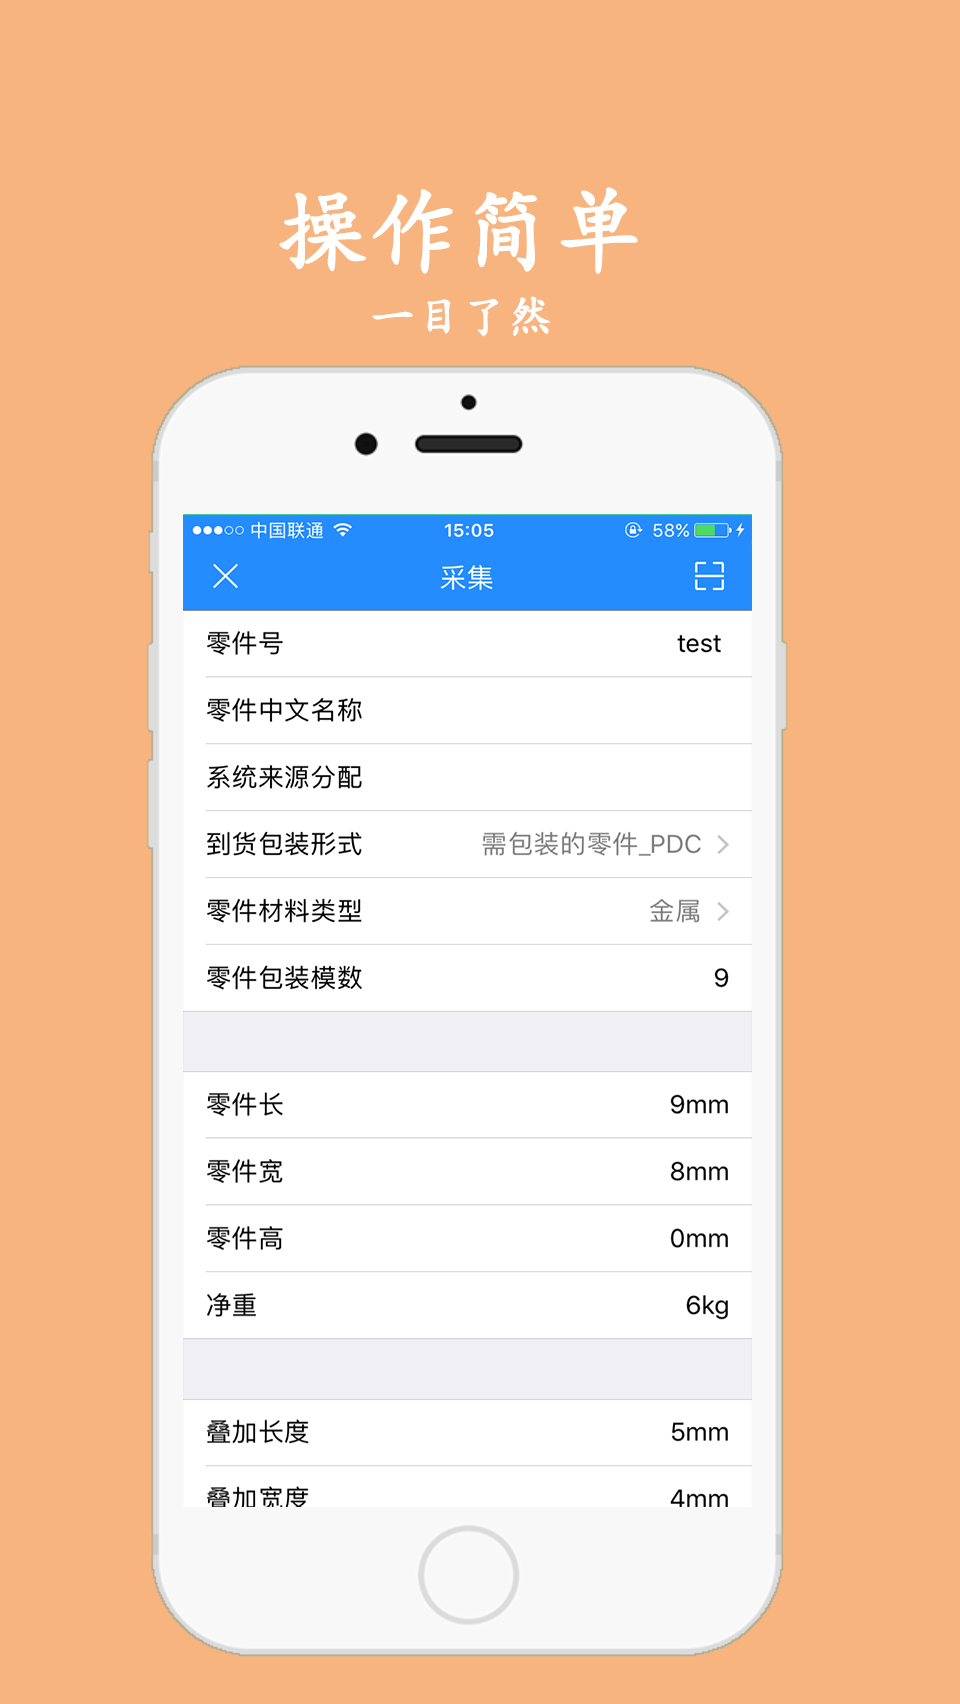 操作简单
一目了然
中国联通 15:05 58%
采集
零件号 test
零件中文名称
系统来源分配
到货包装形式 需包装的零件_PDC
零件材料类型 金属
零件包装模数 9
零件长 9mm
零件宽 8mm
零件高 0mm
净重 6kg
叠加长度 5mm
叠加宽度 4mm